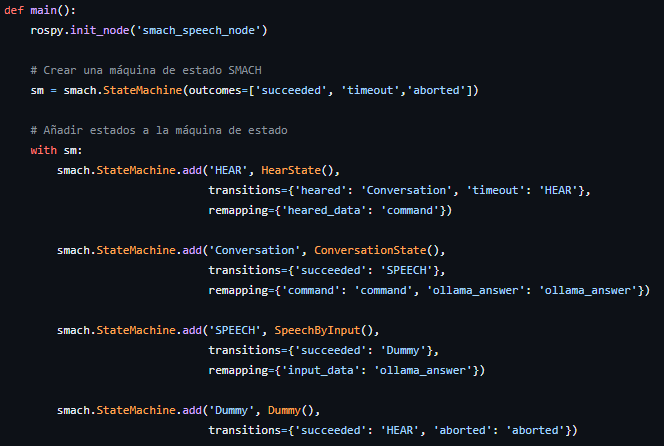 def main():
    rospy.init_node('smach_speech_node')
    # Crear una máquina de estado SMACH
    sm = smach.StateMachine(outcomes=['succeeded', 'timeout','aborted'])
    # Añadir estados a la máquina de estado
    with sm:
        smach.StateMachine.add('HEAR', HearState(),
                               transitions={'heared': 'Conversation', 'timeout': 'HEAR'},
                               remapping={'heared_data': 'command'})
        smach.StateMachine.add('Conversation', ConversationState(),
                               transitions={'succeeded': 'SPEECH'},
                               remapping={'command': 'command', 'ollama_answer': 'ollama_answer'})
        smach.StateMachine.add('SPEECH', SpeechByInput(),
                               transitions={'succeeded': 'Dummy'},
                               remapping={'input_data': 'ollama_answer'})
        smach.StateMachine.add('Dummy', Dummy(),
                               transitions={'succeeded': 'HEAR', 'aborted': 'aborted'})